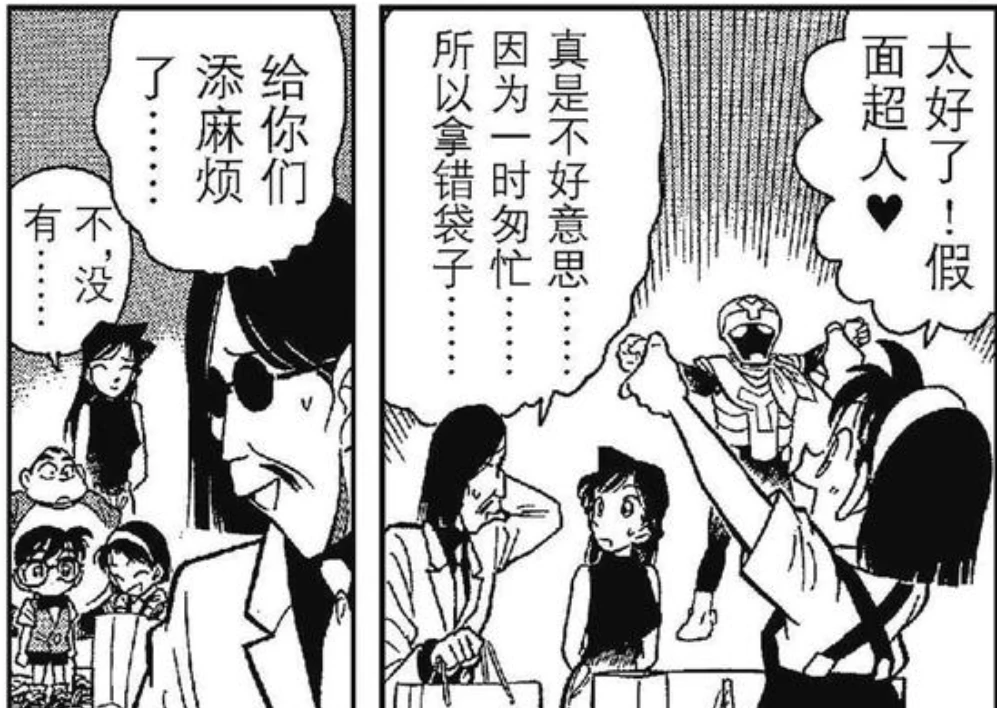 太好了!假
面超人♥
真是不好意思……
因为一时匆忙……
所以拿错袋子……
给你们
添麻烦
了……
不,没
有……